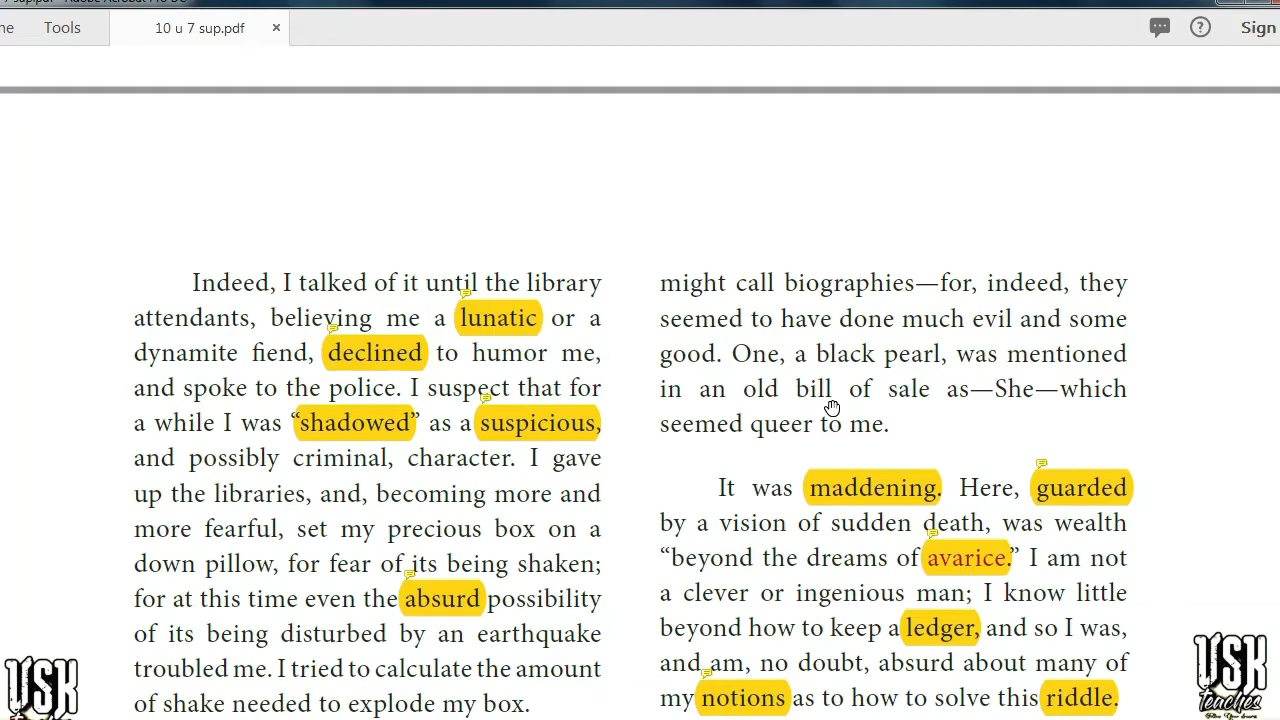 ne Tools 10 u 7 sup.pdf × Sign
Indeed, I talked of it until the library
attendants, believing me a lunatic or a
dynamite fiend, declined to humor me,
and spoke to the police. I suspect that for
a while I was “shadowed” as a suspicious,
and possibly criminal, character. I gave
up the libraries, and, becoming more and
more fearful, set my precious box on a
down pillow, for fear of its being shaken;
for at this time even the absurd possibility
of its being disturbed by an earthquake
troubled me. I tried to calculate the amount
of shake needed to explode my box.
might call biographies—for, indeed, they
seemed to have done much evil and some
good. One, a black pearl, was mentioned
in an old bill of sale as—She—which
seemed queer to me.
It was maddening. Here, guarded
by a vision of sudden death, was wealth
“beyond the dreams of avarice.” I am not
a clever or ingenious man; I know little
beyond how to keep a ledger, and so I was,
and am, no doubt, absurd about many of
my notions as to how to solve this riddle.
USK
USK
teaches